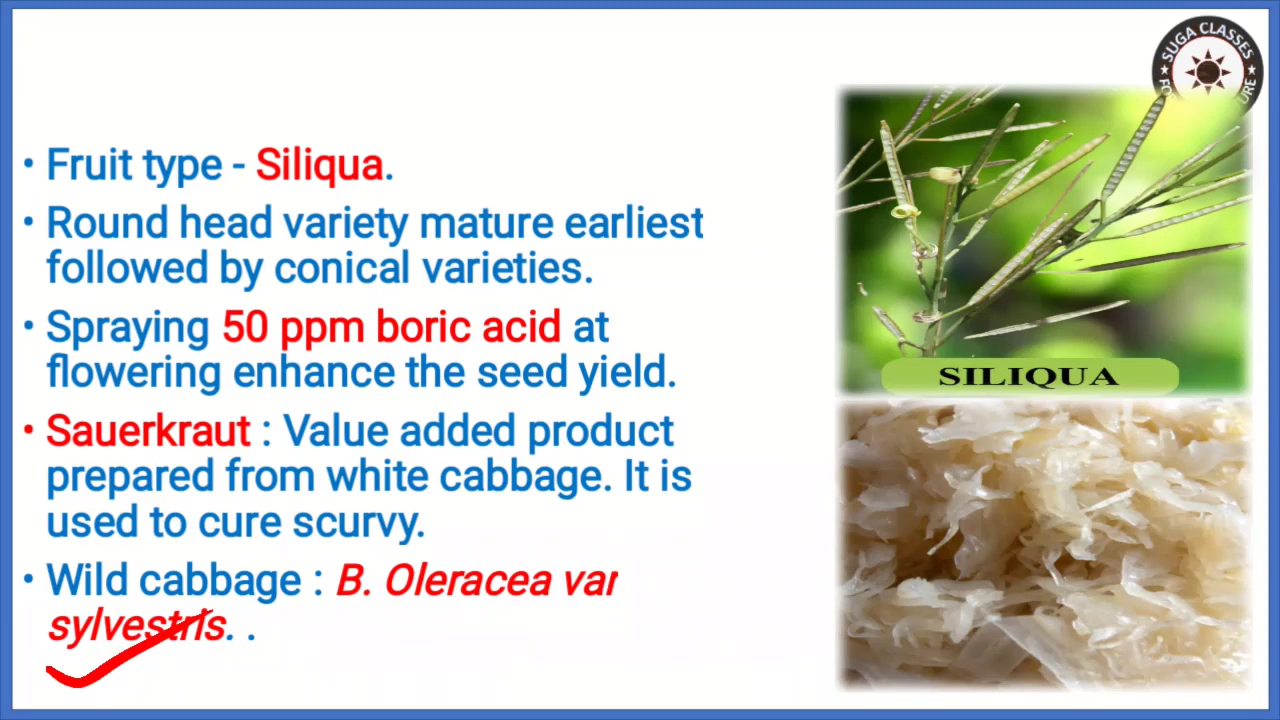 SUGA CLASSES
• Fruit type - Siliqua.
• Round head variety mature earliest
followed by conical varieties.
• Spraying 50 ppm boric acid at
flowering enhance the seed yield.
• Sauerkraut : Value added product
prepared from white cabbage. It is
used to cure scurvy.
• Wild cabbage : B. Oleracea var
sylvestris. .
SILIQUA